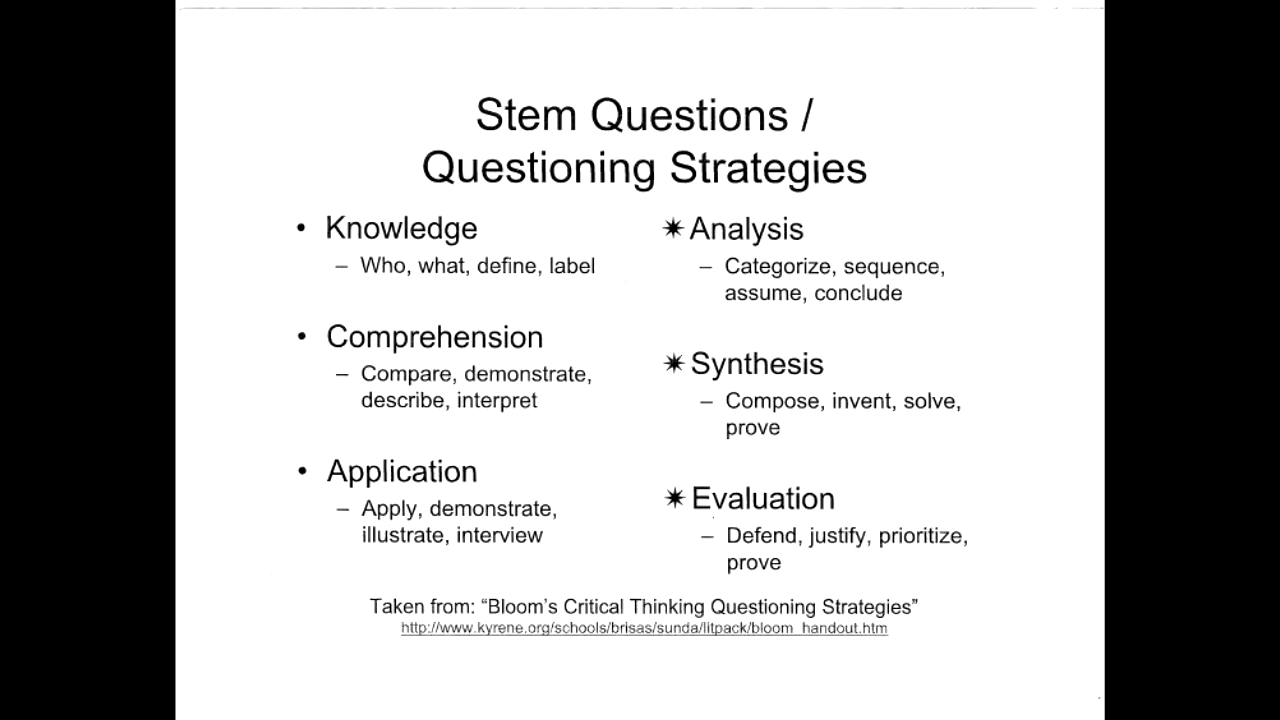 Stem Questions /
Questioning Strategies
• Knowledge
– Who, what, define, label
• Comprehension
– Compare, demonstrate,
describe, interpret
• Application
– Apply, demonstrate,
illustrate, interview
✷ Analysis
– Categorize, sequence,
assume, conclude
✷ Synthesis
– Compose, invent, solve,
prove
✷ Evaluation
– Defend, justify, prioritize,
prove
Taken from: “Bloom’s Critical Thinking Questioning Strategies”
http://www.kyrene.org/schools/brisas/sunda/litpack/bloom_handout.htm